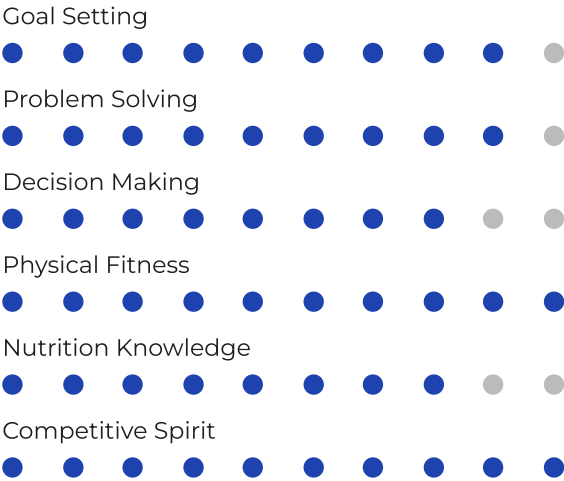 Goal Setting
Problem Solving
Decision Making
Physical Fitness
Nutrition Knowledge
Competitive Spirit